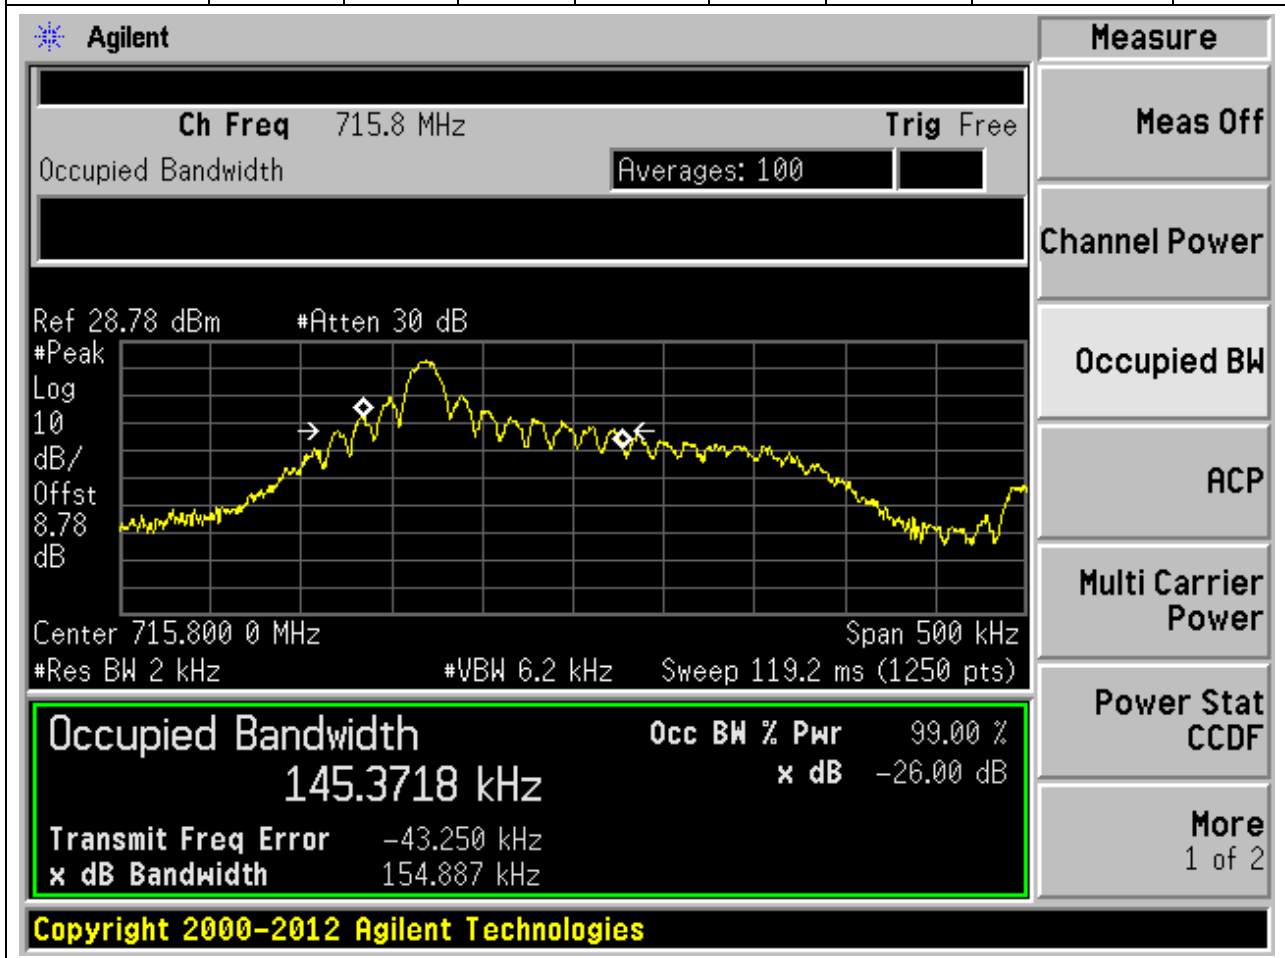 Agilent
Measure
Ch Freq 715.8 MHz Trig Free
Meas Off
Occupied Bandwidth Averages: 100
Channel Power
Ref 28.78 dBm #Atten 30 dB
#Peak
Log
10
dB/
Offst
8.78
dB
Occupied BW
ACP
Multi Carrier
Power
Center 715.800 0 MHz Span 500 kHz
#Res BW 2 kHz #VBW 6.2 kHz Sweep 119.2 ms (1250 pts)
Power Stat
CCDF
Occupied Bandwidth Occ BW % Pwr 99.00 %
145.3718 kHz x dB -26.00 dB
Transmit Freq Error -43.250 kHz
x dB Bandwidth 154.887 kHz
More
1 of 2
Copyright 2000-2012 Agilent Technologies